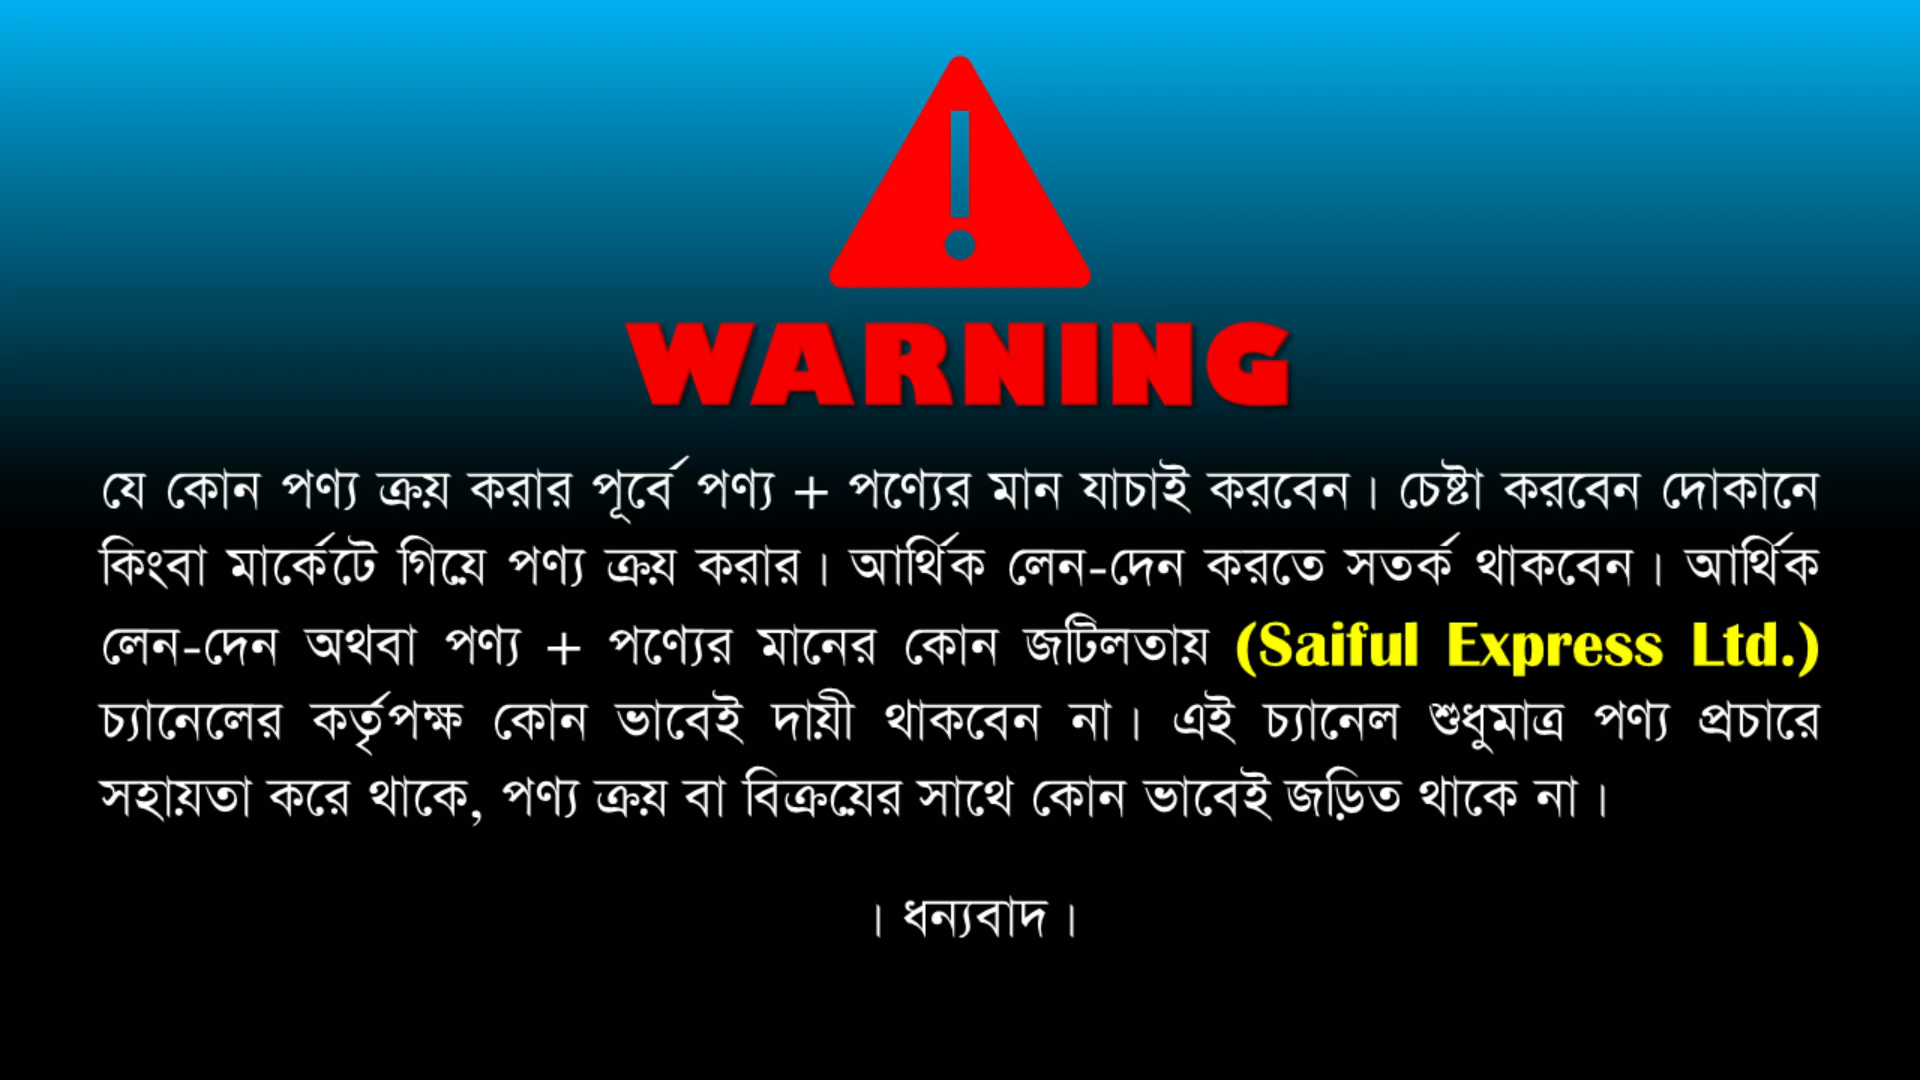 WARNING
যে কোন পণ্য ক্রয় করার পূর্বে পণ্য + পণ্যের মান যাচাই করবেন। চেষ্টা করবেন দোকানে
কিংবা মার্কেটে গিয়ে পণ্য ক্রয় করার। আর্থিক লেন-দেন করতে সতর্ক থাকবেন। আর্থিক
লেন-দেন অথবা পণ্য + পণ্যের মানের কোন জটিলতায় (Saiful Express Ltd.)
চ্যানেলের কর্তৃপক্ষ কোন ভাবেই দায়ী থাকবেন না। এই চ্যানেল শুধুমাত্র পণ্য প্রচারে
সহায়তা করে থাকে, পণ্য ক্রয় বা বিক্রয়ের সাথে কোন ভাবেই জড়িত থাকে না।
। ধন্যবাদ।